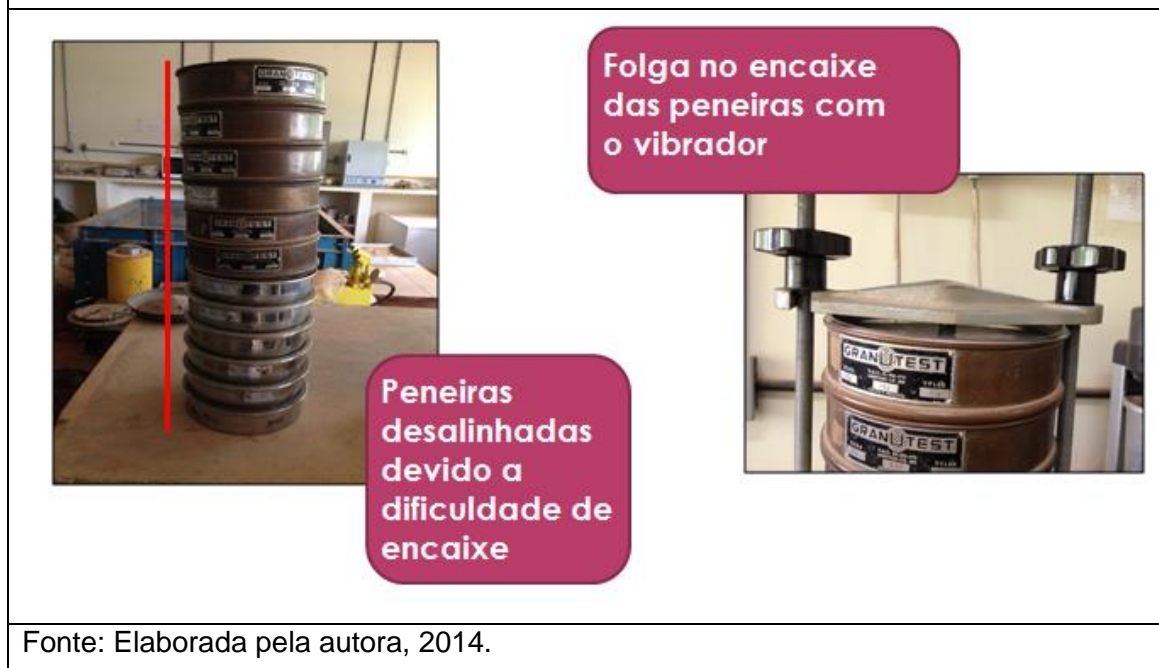 Folga no encaixe
das peneiras com
o vibrador
GRANUTEST
GRANUTEST
GRANUTEST
Peneiras
desalinhadas
devido a
dificuldade de
encaixe
Fonte: Elaborada pela autora, 2014.